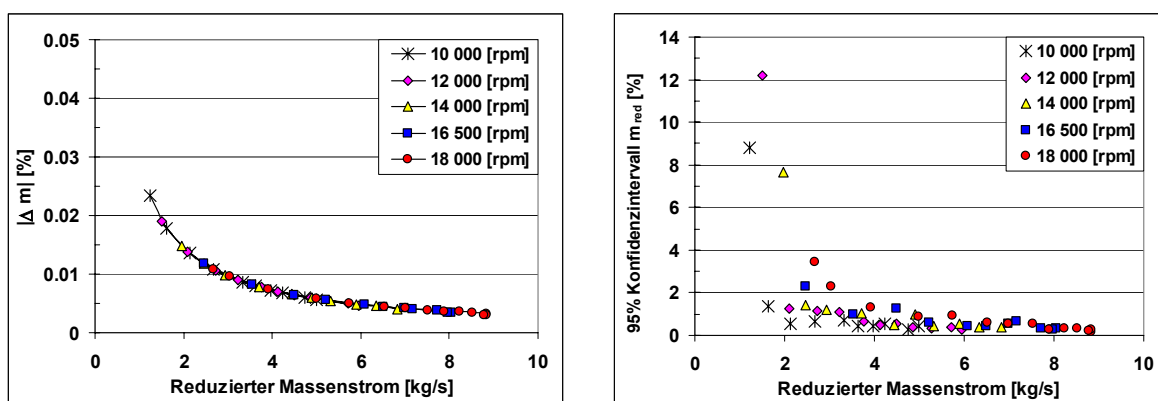 0.05
0.04
0.03
0.02
0.01
0
|Δ m| [%]
0 2 4 6 8 10
Reduzierter Massenstrom [kg/s]
10 000 [rpm]
12 000 [rpm]
14 000 [rpm]
16 500 [rpm]
18 000 [rpm]
14
12
10
8
6
4
2
0
95% Konfidenzintervall m red [%]
0 2 4 6 8 10
Reduzierter Massenstrom [kg/s]
10 000 [rpm]
12 000 [rpm]
14 000 [rpm]
16 500 [rpm]
18 000 [rpm]